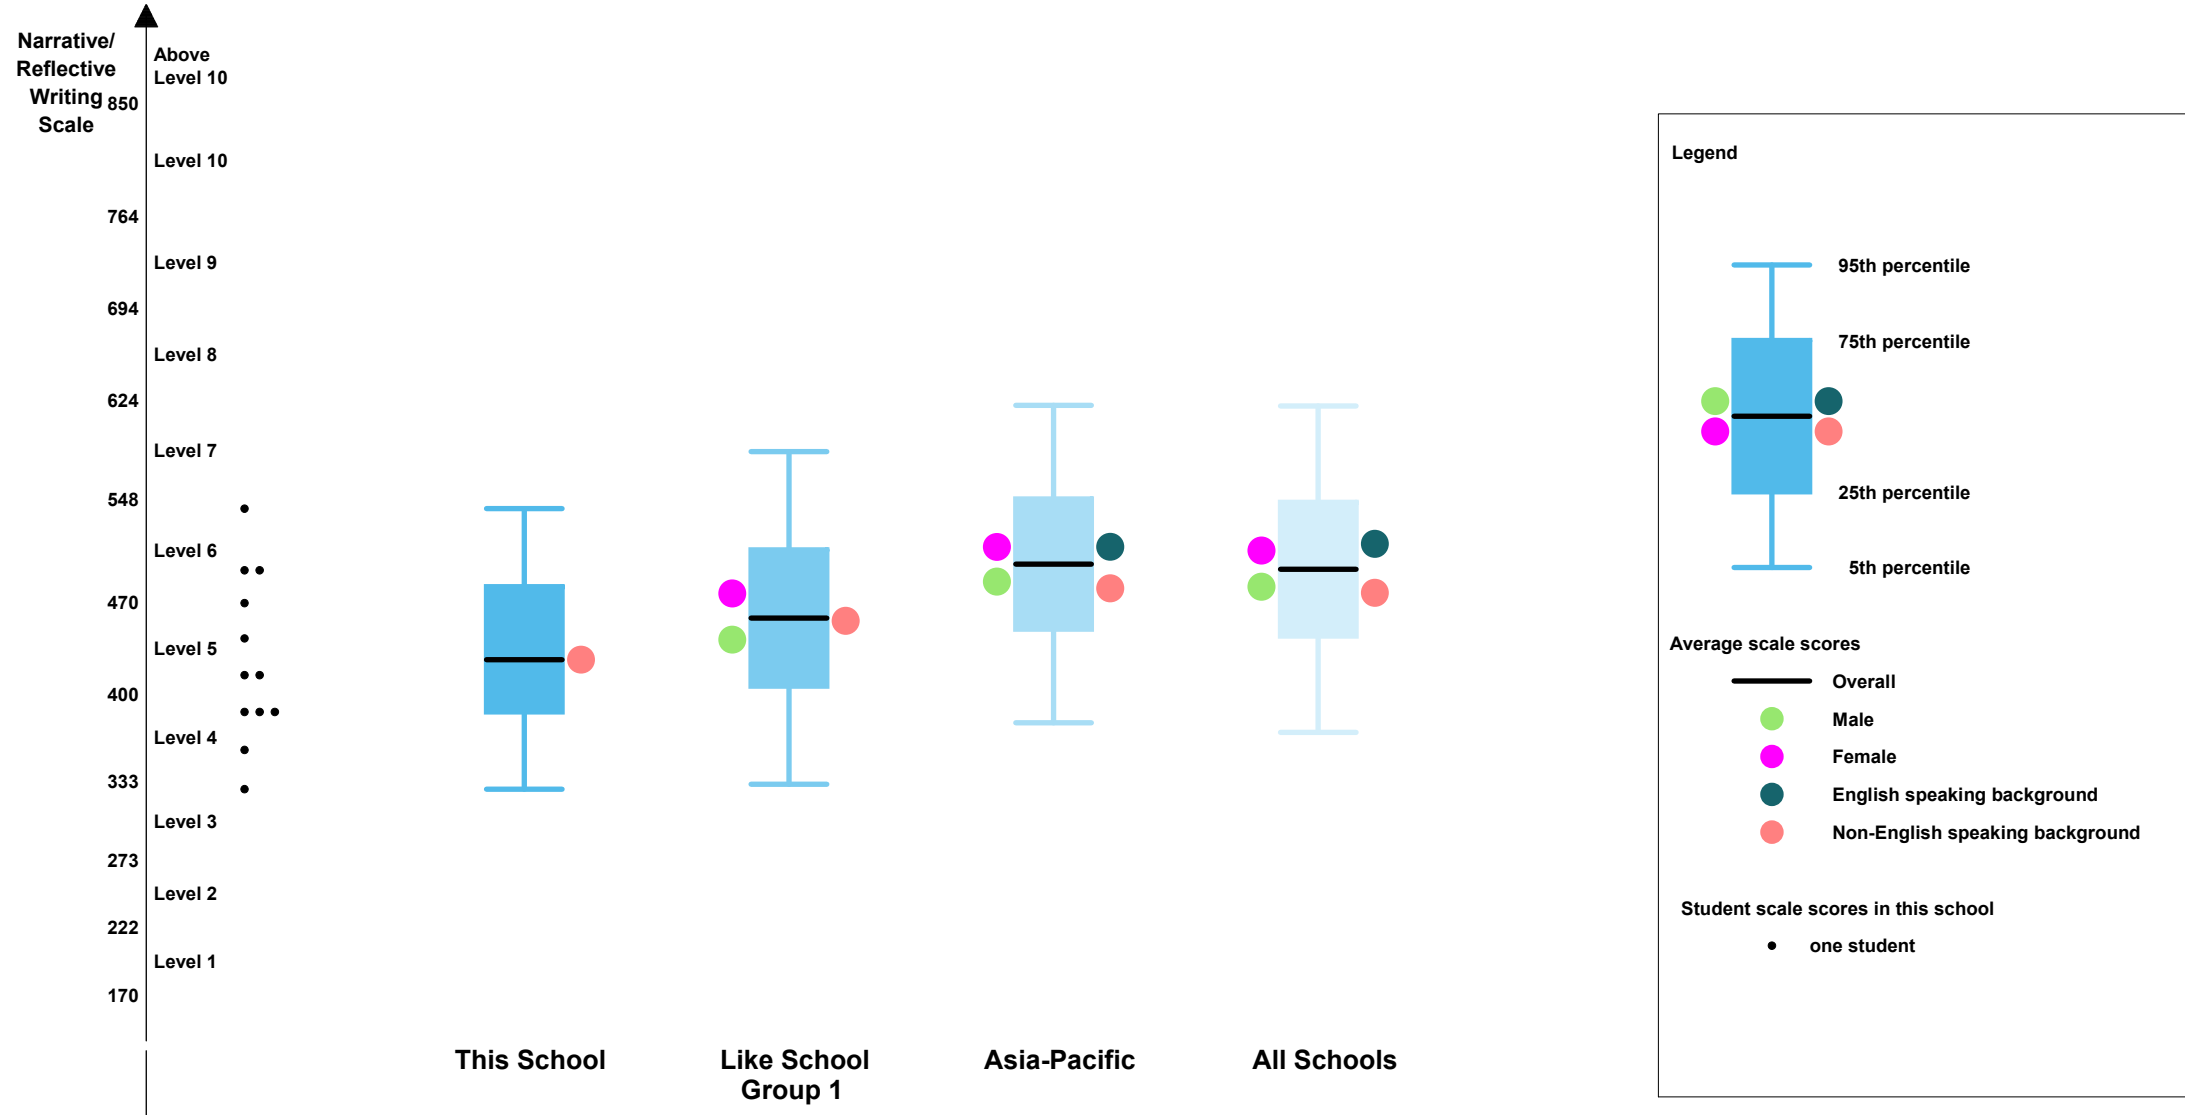 Narrative/
Reflective
Writing
Scale
850
764
694
624
548
470
400
333
273
222
170
Above
Level 10
Level 10
Level 9
Level 8
Level 7
Level 6
Level 5
Level 4
Level 3
Level 2
Level 1
This School
Like School
Group 1
Asia-Pacific
All Schools
Legend
95th percentile
75th percentile
25th percentile
5th percentile
Average scale scores
Overall
Male
Female
English speaking background
Non-English speaking background
Student scale scores in this school
one student